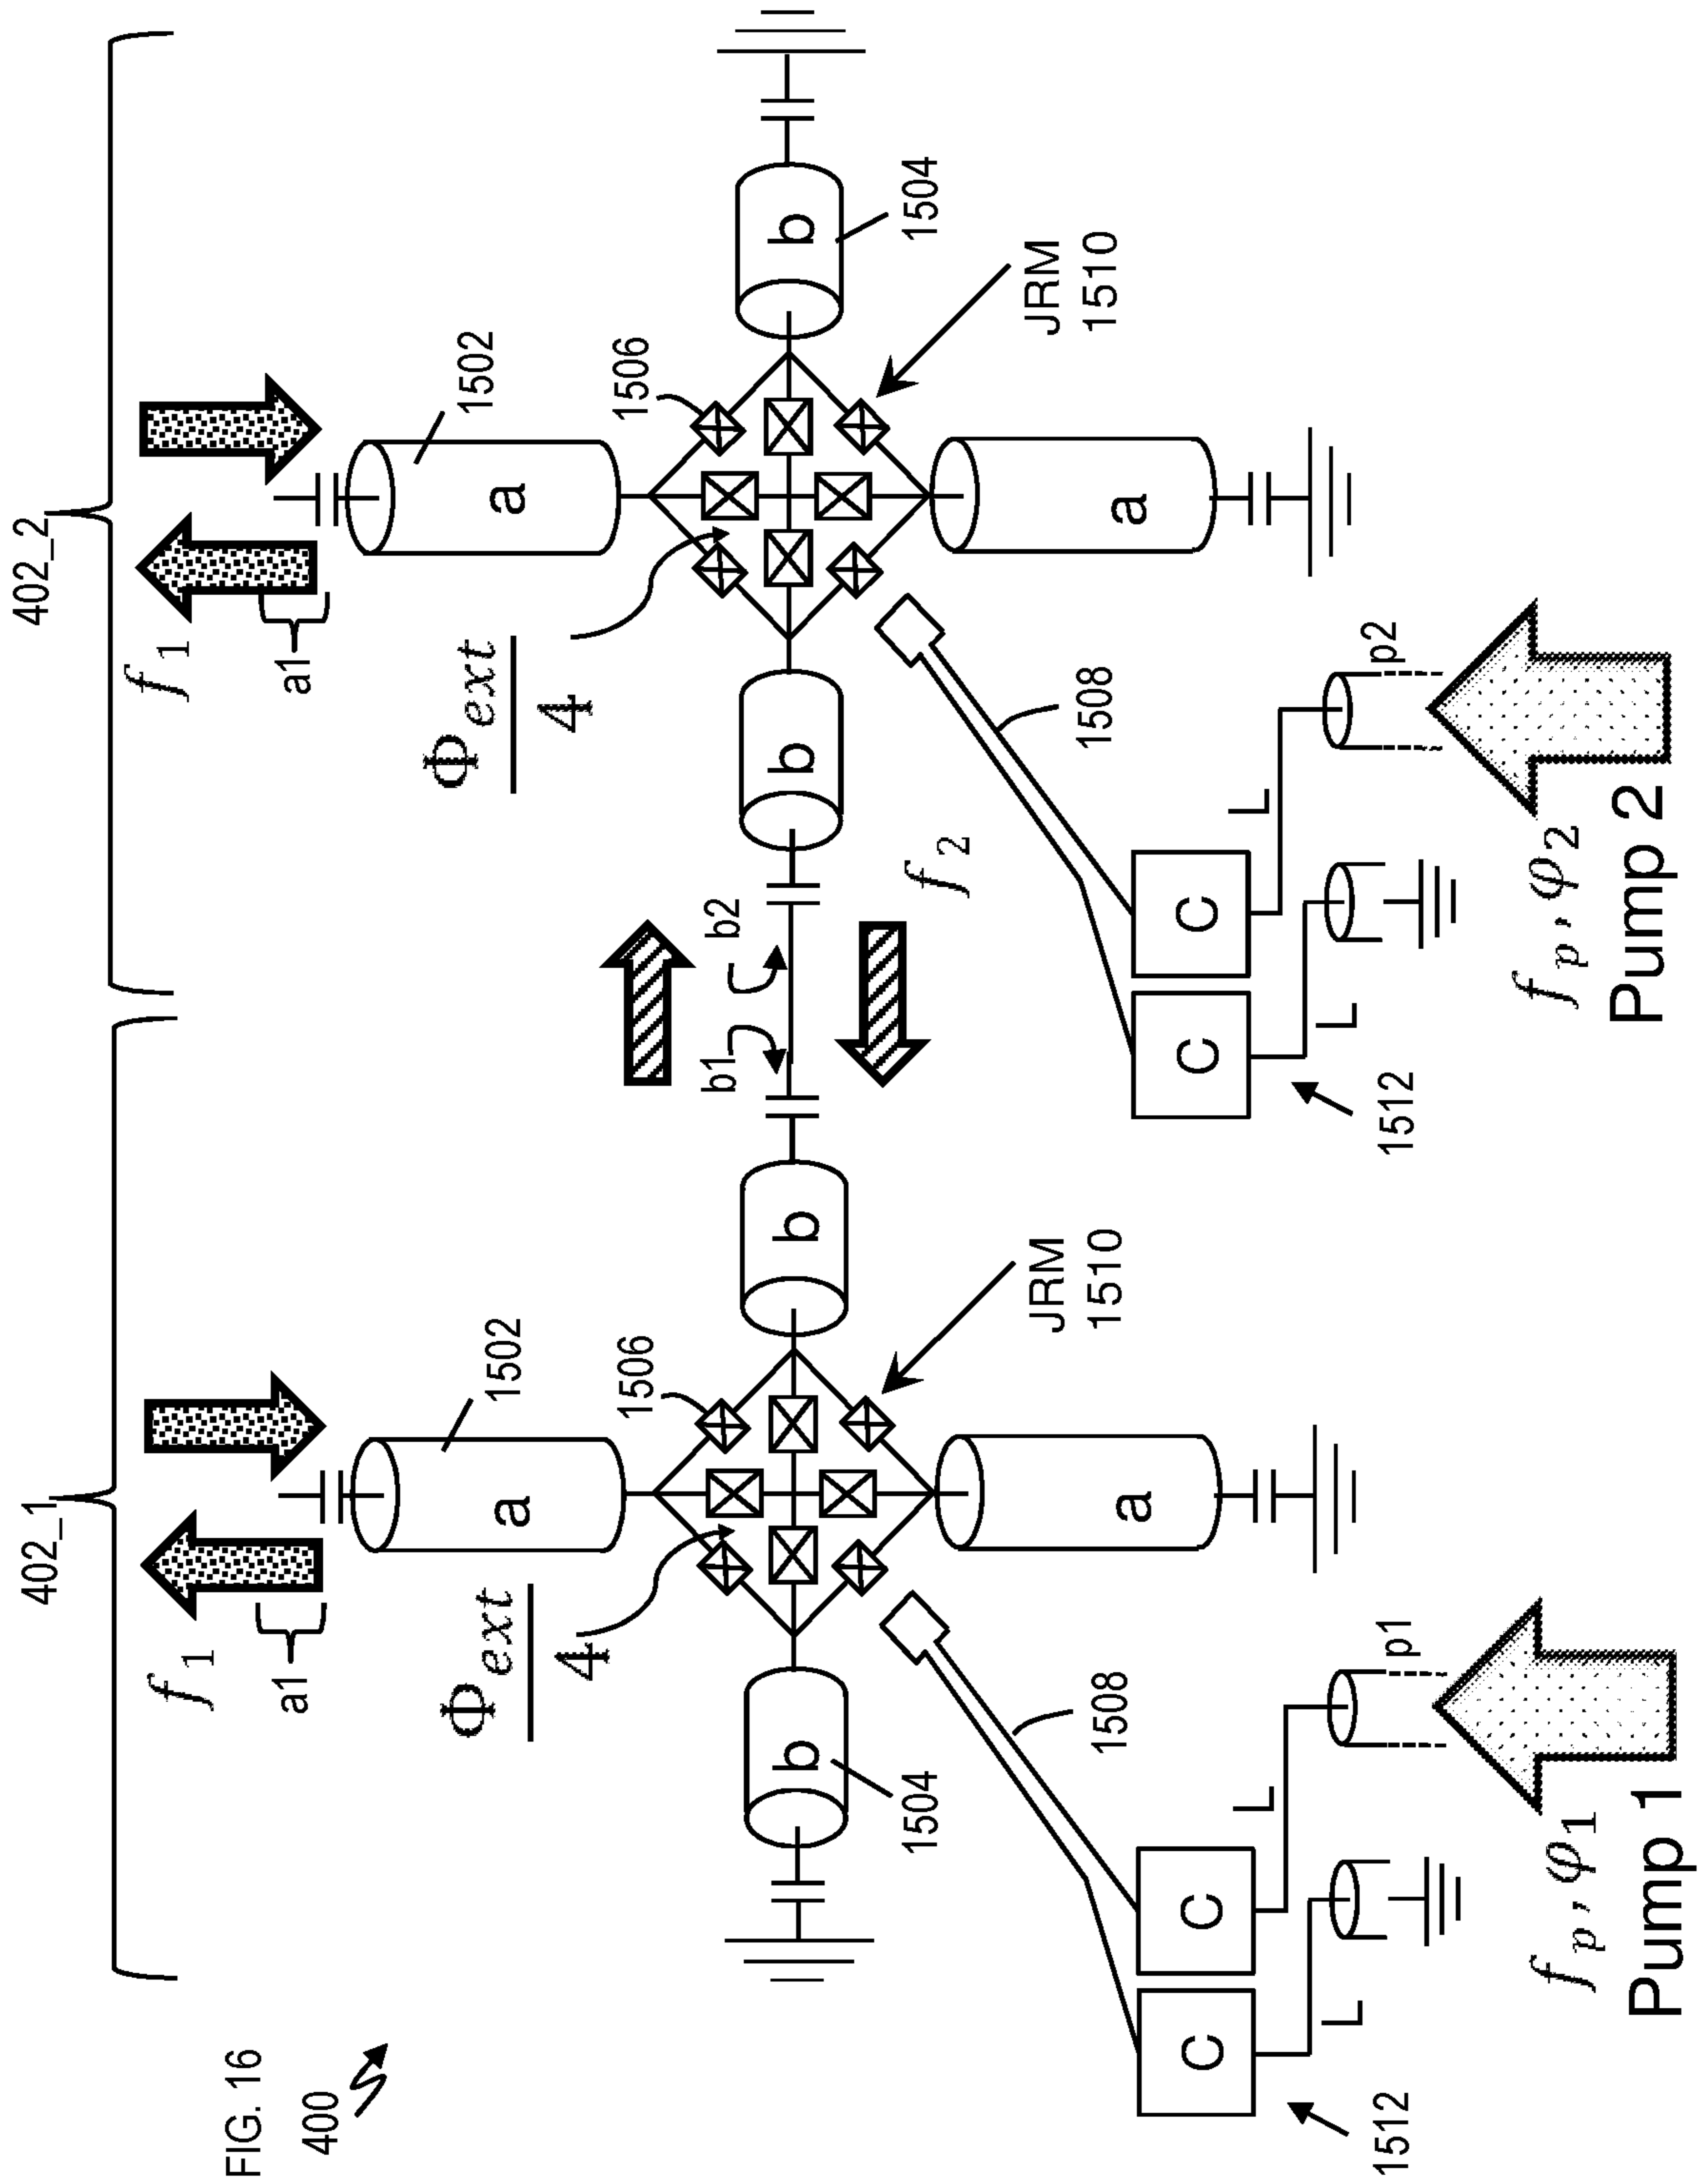 FIG. 16
400
402_1
402_2
f1
a1
1502
a
Φext
4
1506
b
1504
b
JRM
1510
a
b1
b2
f2
f1
a1
1502
a
Φext
4
1506
b
b
1504
JRM
1510
a
1508
C
C
L
L
1512
p1
fp, φ1
Pump 1
1508
C
C
L
L
1512
p2
fp, φ2
Pump 2